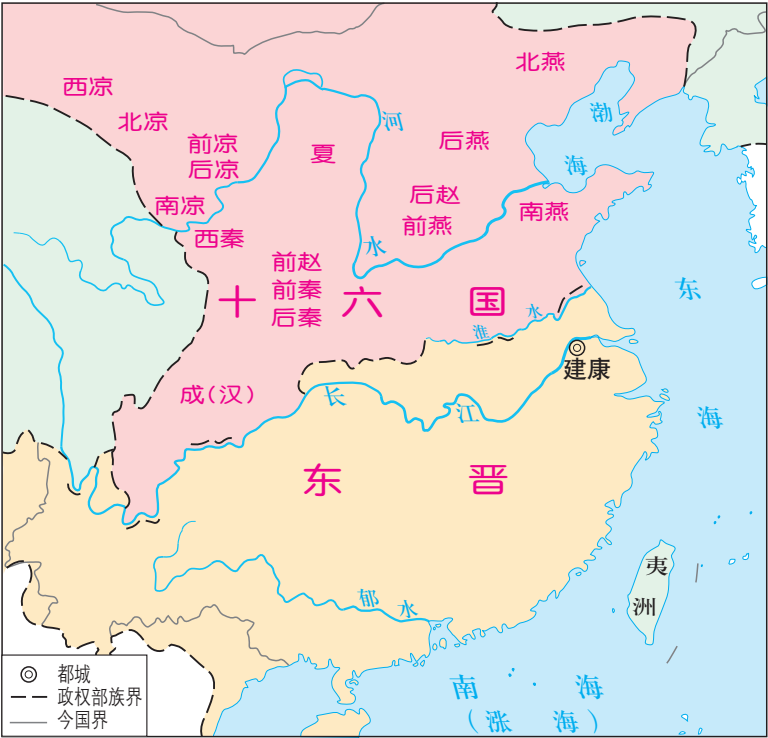 北燕
西凉
北凉
前凉
后凉
南凉
西秦
夏
河
水
后燕
后赵
前燕
南燕
渤
海
前赵
前秦
后秦
十六国
淮水
东
海
建康
成(汉)
长江
东晋
郁水
夷
洲
南海
(涨海)
都城
政权部族界
今国界